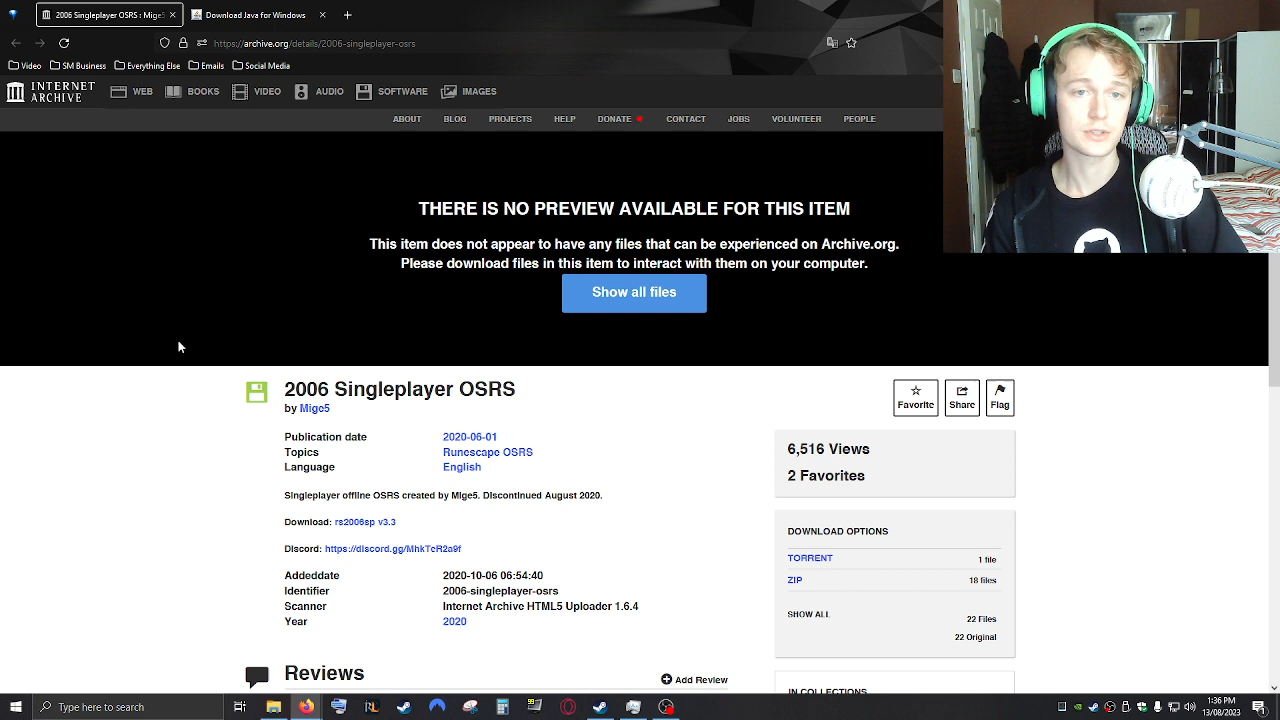 2006 Singleplayer OSRS : Mige5
Download Java for Windows
https://archive.org/details/2006-singleplay
Video
SM Business
Everything Else
Emails
Social Media
INTERNET ARCHIVE
WEB
BOOKS
VIDEO
AUDIO
SOFTWARE
IMAGES
ABOUT
BLOG
PROJECTS
HELP
DONATE
CONTACT
JOBS
VOLUNTEER
PEOPLE
THERE IS NO PREVIEW AVAILABLE FOR THIS ITEM
This item does not appear to have any files that can be experienced on Archive.org.
Please download files in this item to interact with them on your computer.
Show all files
2006 Singleplayer OSRS
by Mige5
Favorite
Share
Flag
Publication date 2020-06-01
Topics Runescape OSRS
Language English
Singleplayer offline OSRS created by Mige5. Discontinued August 2020.
Download: rs2006sp v3.3
Discord: https://discord.gg/MhkTcR2a9f
Addeddate 2020-10-06 06:54:40
Identifier 2006-singleplayer-osrs
Scanner Internet Archive HTML5 Uploader 1.6.4
Year 2020
6,516 Views
2 Favorites
DOWNLOAD OPTIONS
TORRENT 1 file
ZIP 18 files
SHOW ALL 22 Files
22 Original
Reviews
Add Review
IN COLLECTIONS
Type here to search
1:36 PM
13/08/2023